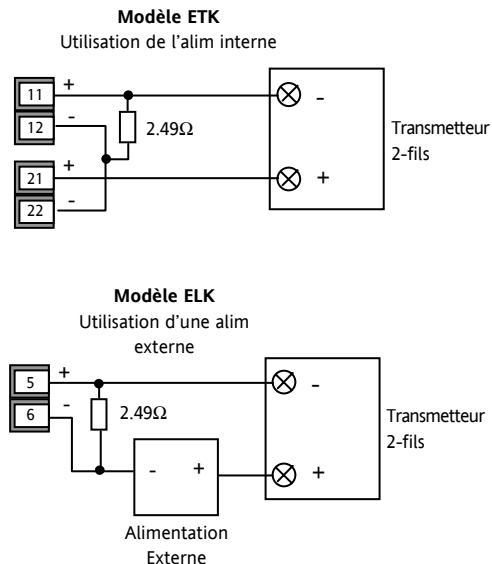 Modèle ETK
Utilisation de l'alim interne
11 +
12 -
2.49Ω
21 +
22 -
-
+
Transmetteur
2-fils
Modèle ELK
Utilisation d'une alim
externe
5 +
6 -
2.49Ω
- +
-
+
Transmetteur
2-fils
Alimentation
Externe